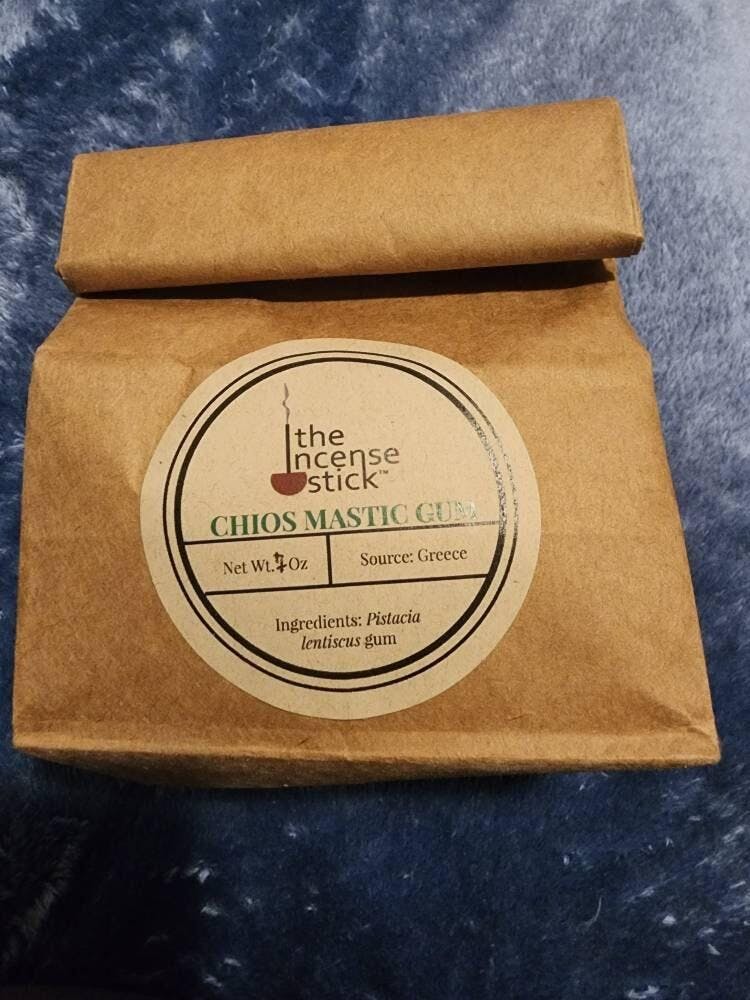 the
incense
stick™
CHIOS MASTIC GUM
Net Wt. Oz
Source: Greece
Ingredients: Pistacia
lentiscus gum